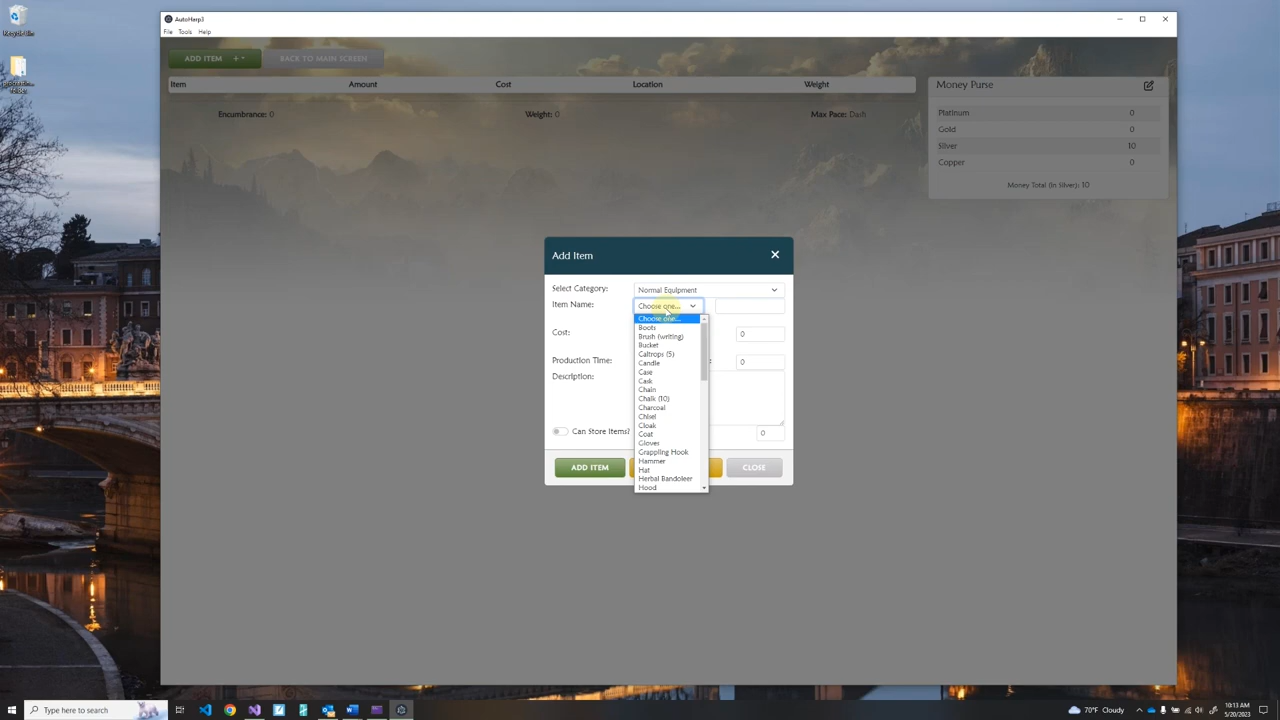 AutoHarp3
File Tools Help
Recycle Bin
ADD ITEM +
BACK TO MAIN SCREEN
Item Amount Cost Location Weight
Encumbrance: 0 Weight: 0 Max Pace: Dash
Money Purse
Platinum 0
Gold 0
Silver 10
Copper 0
Money Total (in Silver): 10
Add Item
Select Category: Normal Equipment
Item Name: Choose one...
Choose one...
Boots
Brush (writing)
Bucket
Caltrops (5)
Candle
Case
Cask
Chain
Chalk (10)
Charcoal
Chisel
Cloak
Coat
Gloves
Grappling Hook
Hammer
Hat
Herbal Bandoleer
Hood
Cost: 0
Production Time: 0
Description:
Can Store Items? 0
ADD ITEM
CLOSE
Type here to search
70°F Cloudy
10:13 AM
5/20/2023